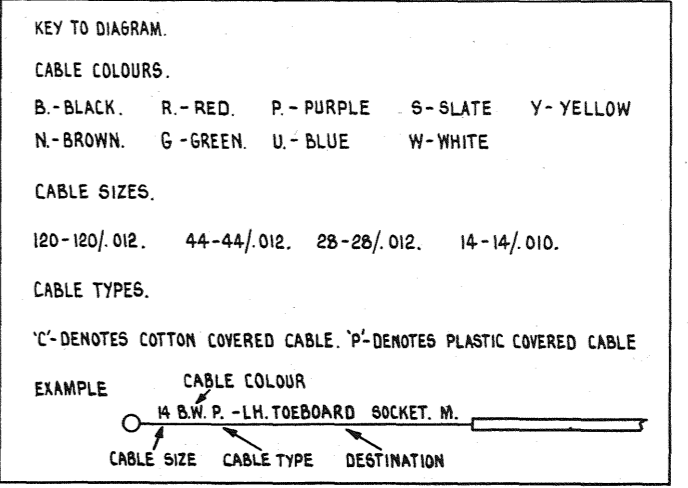 KEY TO DIAGRAM.
CABLE COLOURS.
B.-BLACK. R.-RED. P.-PURPLE S-SLATE Y-YELLOW
N.-BROWN. G-GREEN. U.-BLUE W-WHITE
CABLE SIZES.
120-120/.012. 44-44/.012. 28-28/.012. 14-14/.010.
CABLE TYPES.
'C'-DENOTES COTTON COVERED CABLE. 'P'-DENOTES PLASTIC COVERED CABLE
EXAMPLE CABLE COLOUR
14 B.W. P. -LH. TOEBOARD SOCKET. M.
CABLE SIZE CABLE TYPE DESTINATION